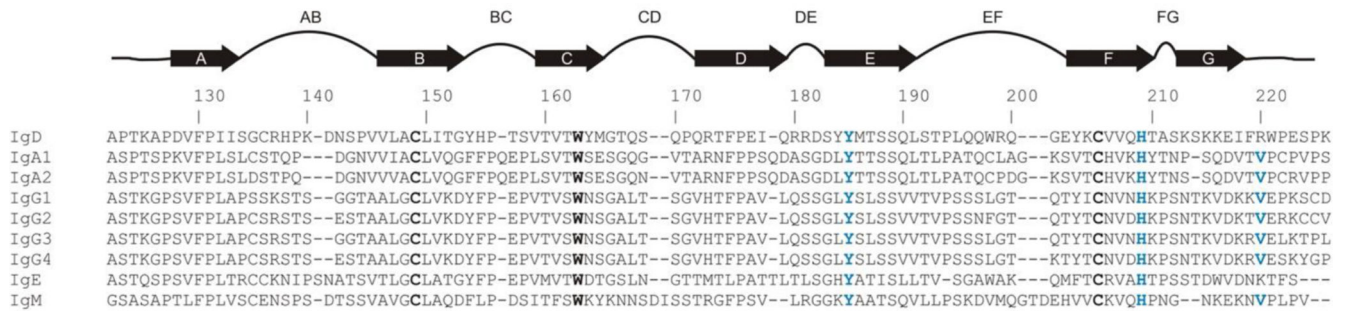 AB BC CD DE EF FG
A B C D E F G
130 140 150 160 170 180 190 200 210 220
IgD APTKAPDVFPIISGCRHPK-DNSPVVLACLITGYHP-TSVTVTWYMGTQS--QPQRTFPEI-QRRDSYYMTSSQLSTPLQQWRQ---GEYKCVVQHTASKSKKEIFRWPESPK
IgA1 ASPTSPKVFPLSLCSTQP---DGNVVIACLVQGFFPQEPLSVTWSESGQG--VTARNFPPSQDASGDLYTTSSQLTLPATQCLAG---KSVTCHVKHYTNP-SQDVTVPCPVPS
IgA2 ASPTSPKVFPLSLDSTPQ---DGNVVVACLVQGFFPQEPLSVTWSESGQN--VTARNFPPSQDASGDLYTTSSQLTLPATQCPDG---KSVTCHVKHYTNS-SQDVTVPCRVPP
IgG1 ASTKGPSVFPLAPSSKSTS--GGTAALGCLVKDYFP-EPVTVSWNSGALT--SGVHTFPAV-LQSSGLYSLSSVVTVPSSSLGT---QTYICNVNHKPSNTKVDKKVEPKSCD
IgG2 ASTKGPSVFPLAPCSRSTS--ESTAALGCLVKDYFP-EPVTVSWNSGALT--SGVHTFPAV-LQSSGLYSLSSVVTVPSSNFGT---QTYTCNVDHKPSNTKVDKTVERKCCV
IgG3 ASTKGPSVFPLAPCSRSTS--GGTAALGCLVKDYFP-EPVTVSWNSGALT--SGVHTFPAV-LQSSGLYSLSSVVTVPSSSLGT---QTYTCNVNHKPSNTKVDKRVELKTPL
IgG4 ASTKGPSVFPLAPCSRSTS--ESTAALGCLVKDYFP-EPVTVSWNSGALT--SGVHTFPAV-LQSSGLYSLSSVVTVPSSSLGT---KTYTCNVDHKPSNTKVDKRVESKYGP
IgE ASTQSPSVFPLTRCCKNIPSNATSVTLGCLATGYFP-EPVMVTWDTGSLN--GTTMTLPATTLTLSGHYATISLLTV-SGAWAK---QMFTCRVAHTPSSTDWVDNKTFS---
IgM GSASAPTLFPLVSCENSPS-DTSSVAVGCLAQDFLP-DSITFSWKYKNNSDISSTRGFPSV--LRGGKYAATSQVLLPSKDVMQGTDEHVVCKVQHPNG--NKEKNVPLPV--